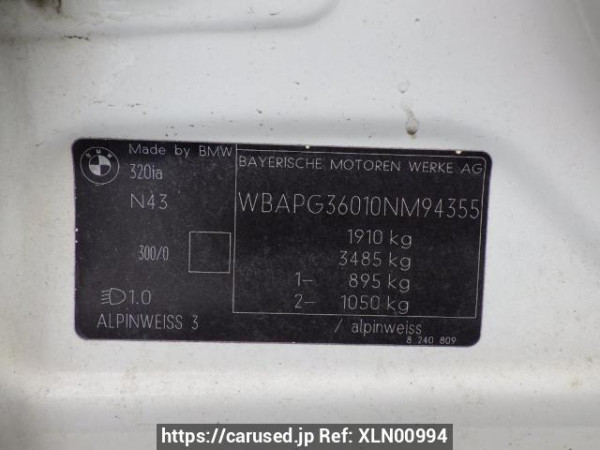 BMW
Made by BMW
320ia
N43
300/0
1.0
ALPINWEISS 3
BAYERISCHE MOTOREN WERKE AG
WBAPG36010NM94355
1910 kg
3485 kg
1- 895 kg
2- 1050 kg
/ alpinweiss
8 240 809
https://carused.jp Ref: XLN00994